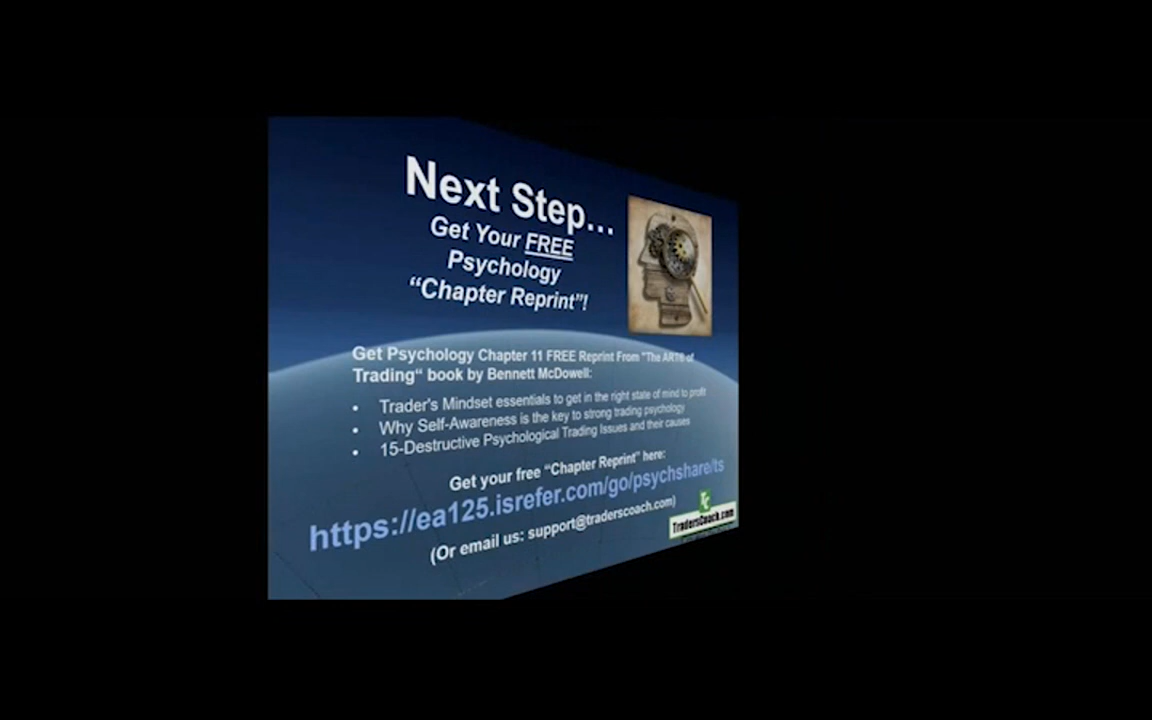 Next Step...
Get Your FREE
Psychology
“Chapter Reprint”!
Get Psychology Chapter 11 FREE Reprint From "The ART® of
Trading“ book by Bennett McDowell:
• Trader's Mindset essentials to get in the right state of mind to profit
• Why Self-Awareness is the key to strong trading psychology
• 15-Destructive Psychological Trading Issues and their causes
Get your free “Chapter Reprint” here:
https://ea125.isrefer.com/go/psychshare/ts
(Or email us: support@traderscoach.com)
TC
TradersCoach.com